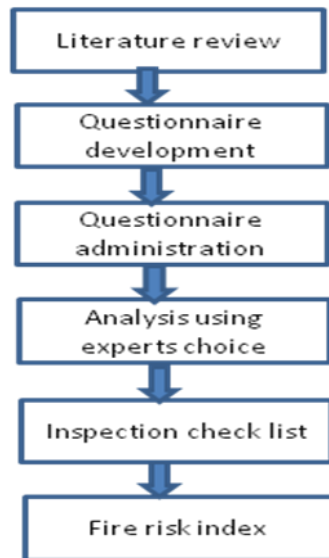 Literature review
Questionnaire
development
Questionnaire
administration
Analysis using
experts choice
Inspection check list
Fire risk index